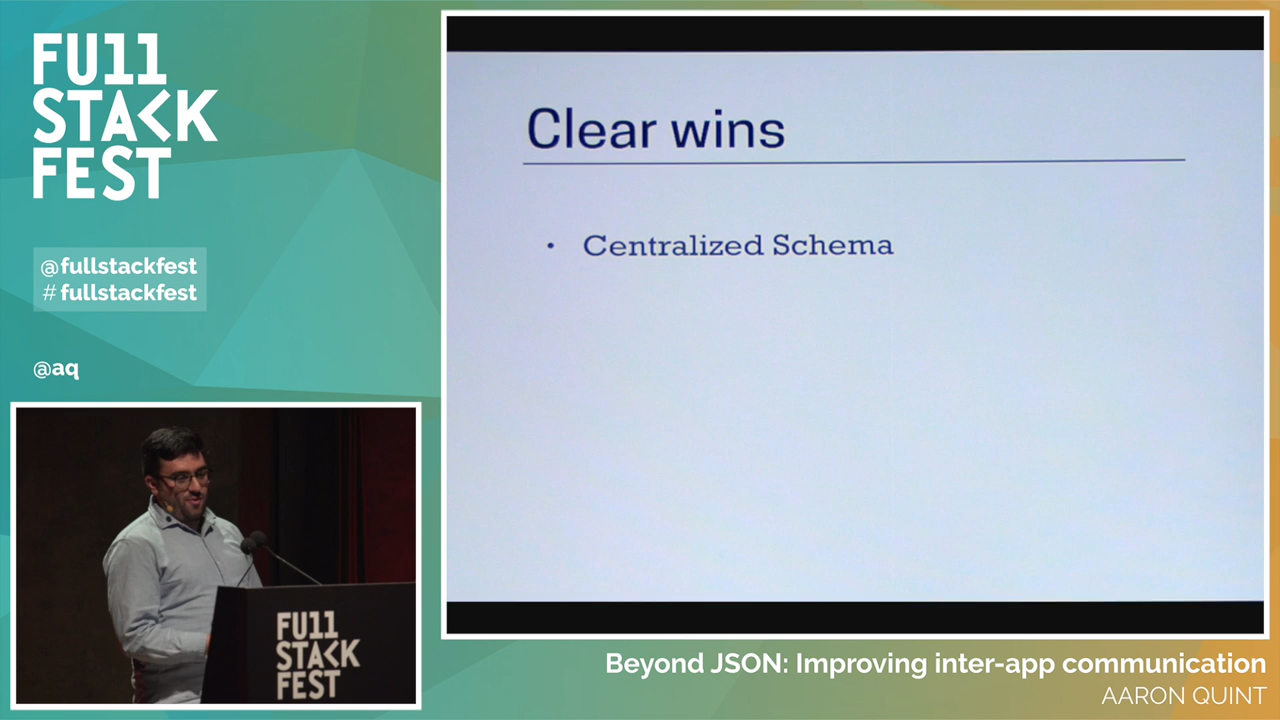 FU11
STACK
FEST
@fullstackfest
# fullstackfest
@aq
Clear wins
• Centralized Schema
FU11
STACK
FEST
Beyond JSON: Improving inter-app communication
AARON QUINT